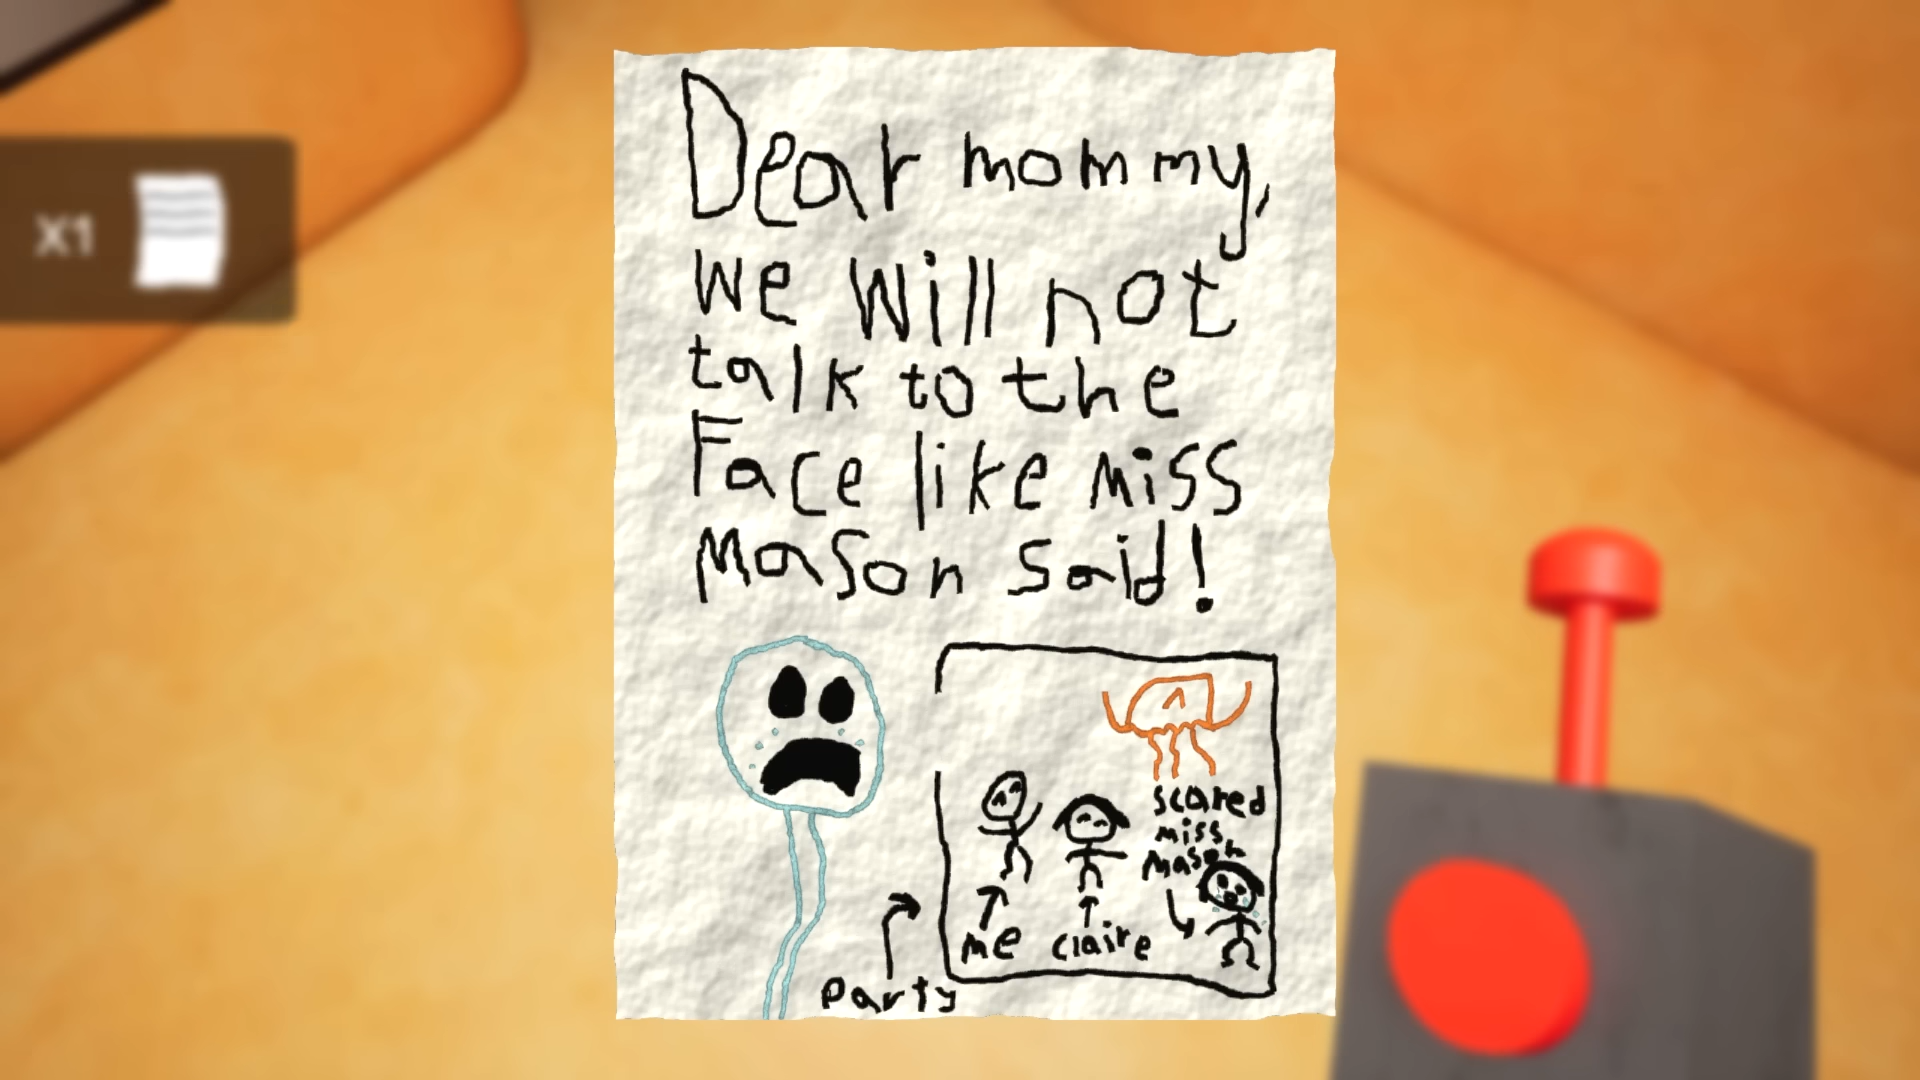 X1
Dear mommy,
we will not
talk to the
Face like miss
mason said!
scared
miss
mason
me
claire
party